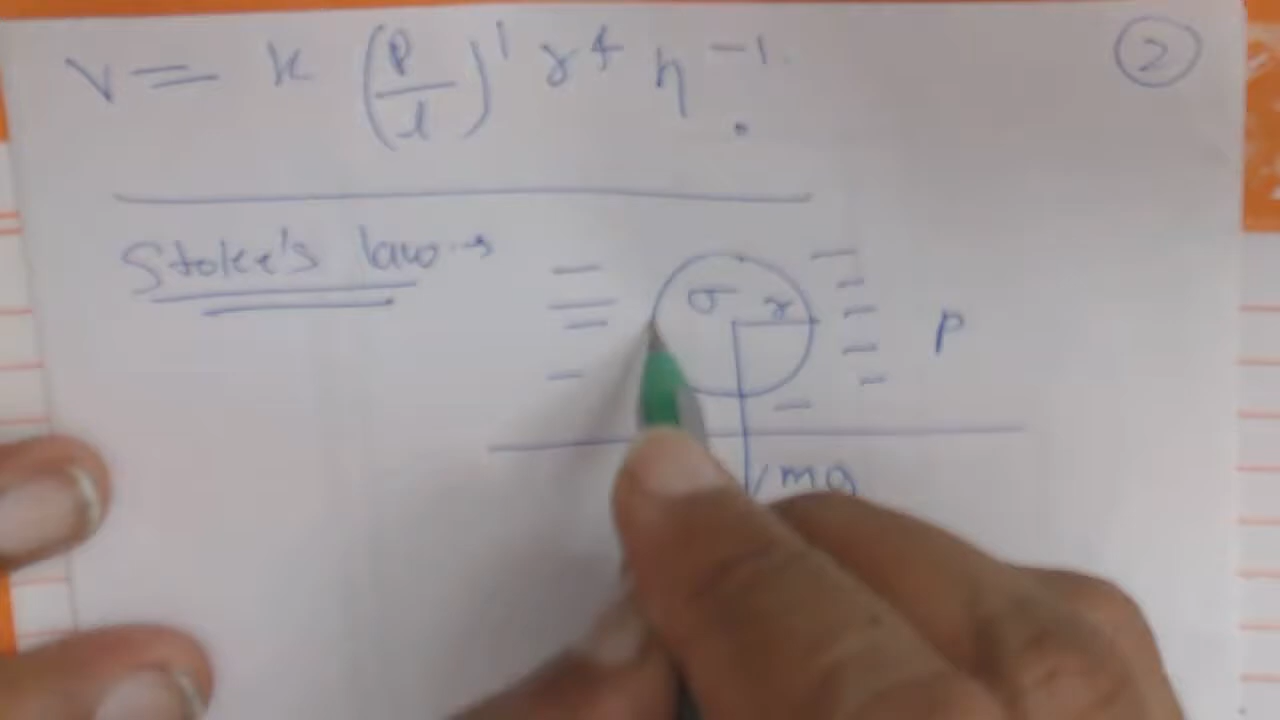 V = k (P/l)¹ r⁴ η⁻¹.
2
Stoke's law →
σ r
ρ
mg